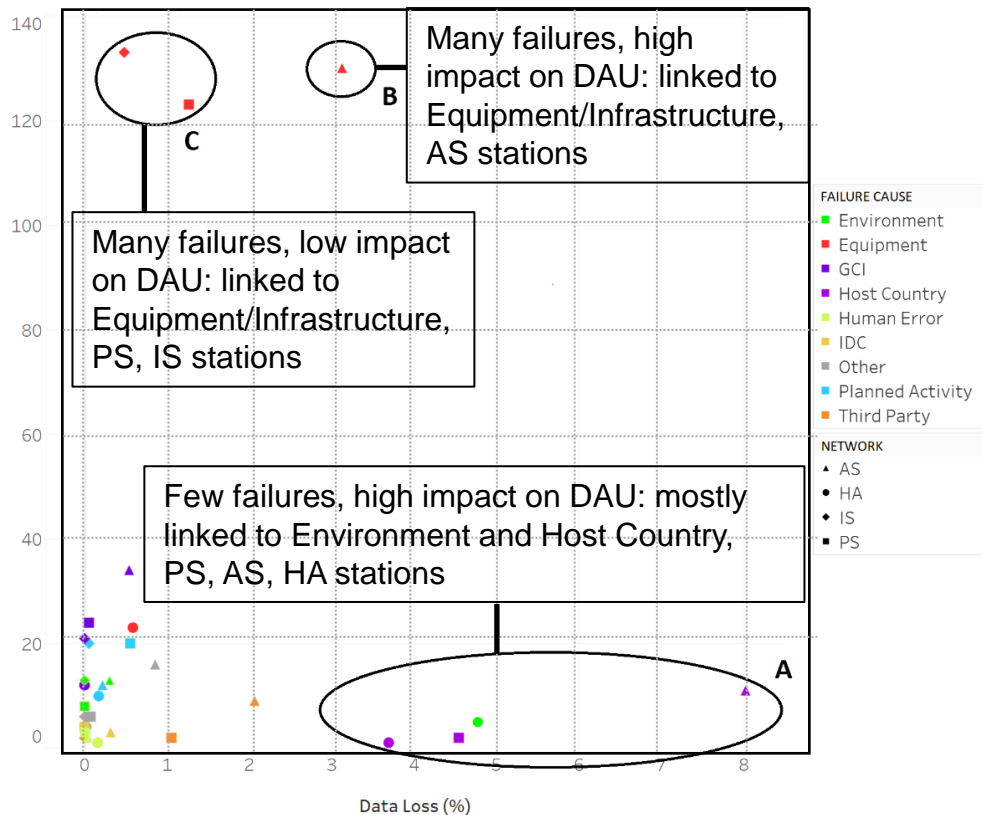 140
120
100
80
60
40
20
0
Many failures, high
impact on DAU: linked to
Equipment/Infrastructure,
AS stations
B
C
Many failures, low impact
on DAU: linked to
Equipment/Infrastructure,
PS, IS stations
Few failures, high impact on DAU: mostly
linked to Environment and Host Country,
PS, AS, HA stations
A
0 1 2 3 4 5 6 7 8
Data Loss (%)
FAILURE CAUSE
Environment
Equipment
GCI
Host Country
Human Error
IDC
Other
Planned Activity
Third Party
NETWORK
AS
HA
IS
PS